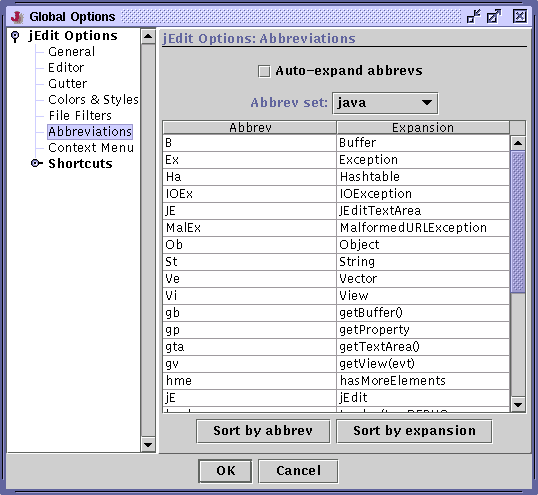 Global Options
jEdit Options
General
Editor
Gutter
Colors & Styles
File Filters
Abbreviations
Context Menu
Shortcuts
jEdit Options: Abbreviations
Auto-expand abbrevs
Abbrev set: java
Abbrev Expansion
B Buffer
Ex Exception
Ha Hashtable
IOEx IOException
JE JEditTextArea
MalEx MalformedURLException
Ob Object
St String
Ve Vector
Vi View
gb getBuffer()
gp getProperty
gta getTextArea()
gv getView(evt)
hme hasMoreElements
jE jEdit
Sort by abbrev Sort by expansion
OK Cancel